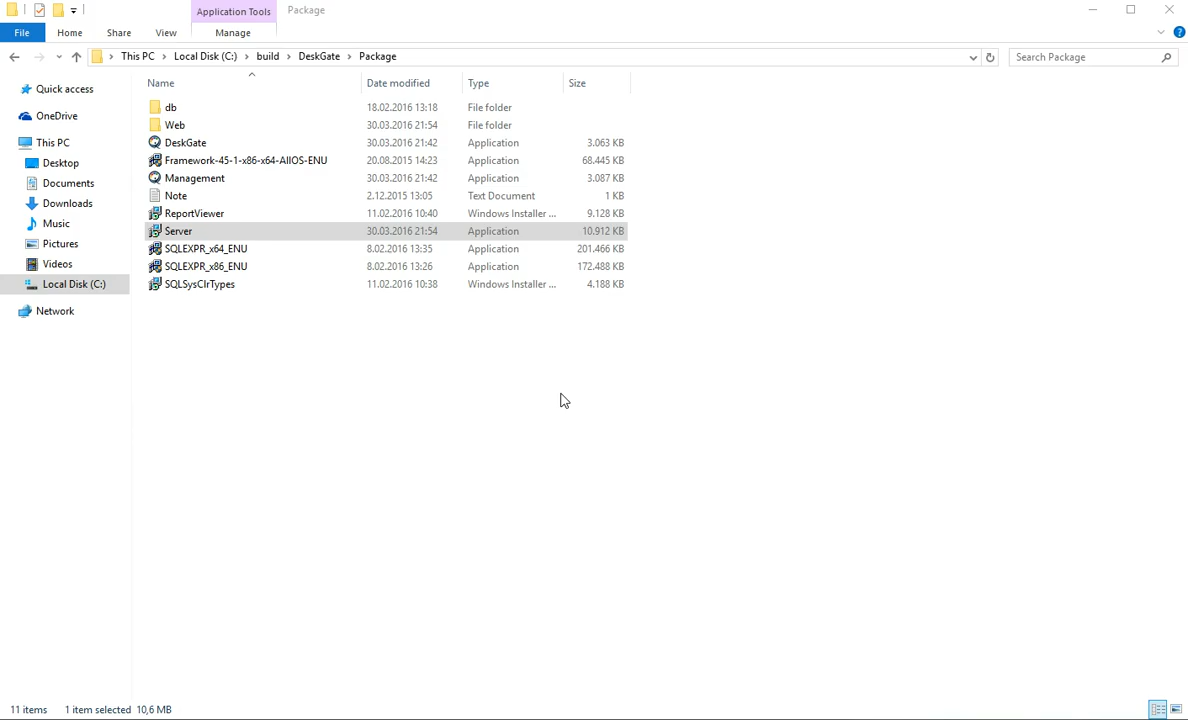 Application Tools Package
File Home Share View Manage
This PC Local Disk (C:) build DeskGate Package Search Package
Name Date modified Type Size
Quick access
OneDrive
This PC
Desktop
Documents
Downloads
Music
Pictures
Videos
Local Disk (C:)
Network
db 18.02.2016 13:18 File folder
Web 30.03.2016 21:54 File folder
DeskGate 30.03.2016 21:42 Application 3.063 KB
Framework-45-1-x86-x64-AllOS-ENU 20.08.2015 14:23 Application 68.445 KB
Management 30.03.2016 21:42 Application 3.087 KB
Note 2.12.2015 13:05 Text Document 1 KB
ReportViewer 11.02.2016 10:40 Windows Installer ... 9.128 KB
Server 30.03.2016 21:54 Application 10.912 KB
SQLEXPR_x64_ENU 8.02.2016 13:35 Application 201.466 KB
SQLEXPR_x86_ENU 8.02.2016 13:26 Application 172.488 KB
SQLSysClrTypes 11.02.2016 10:38 Windows Installer ... 4.188 KB
11 items 1 item selected 10,6 MB